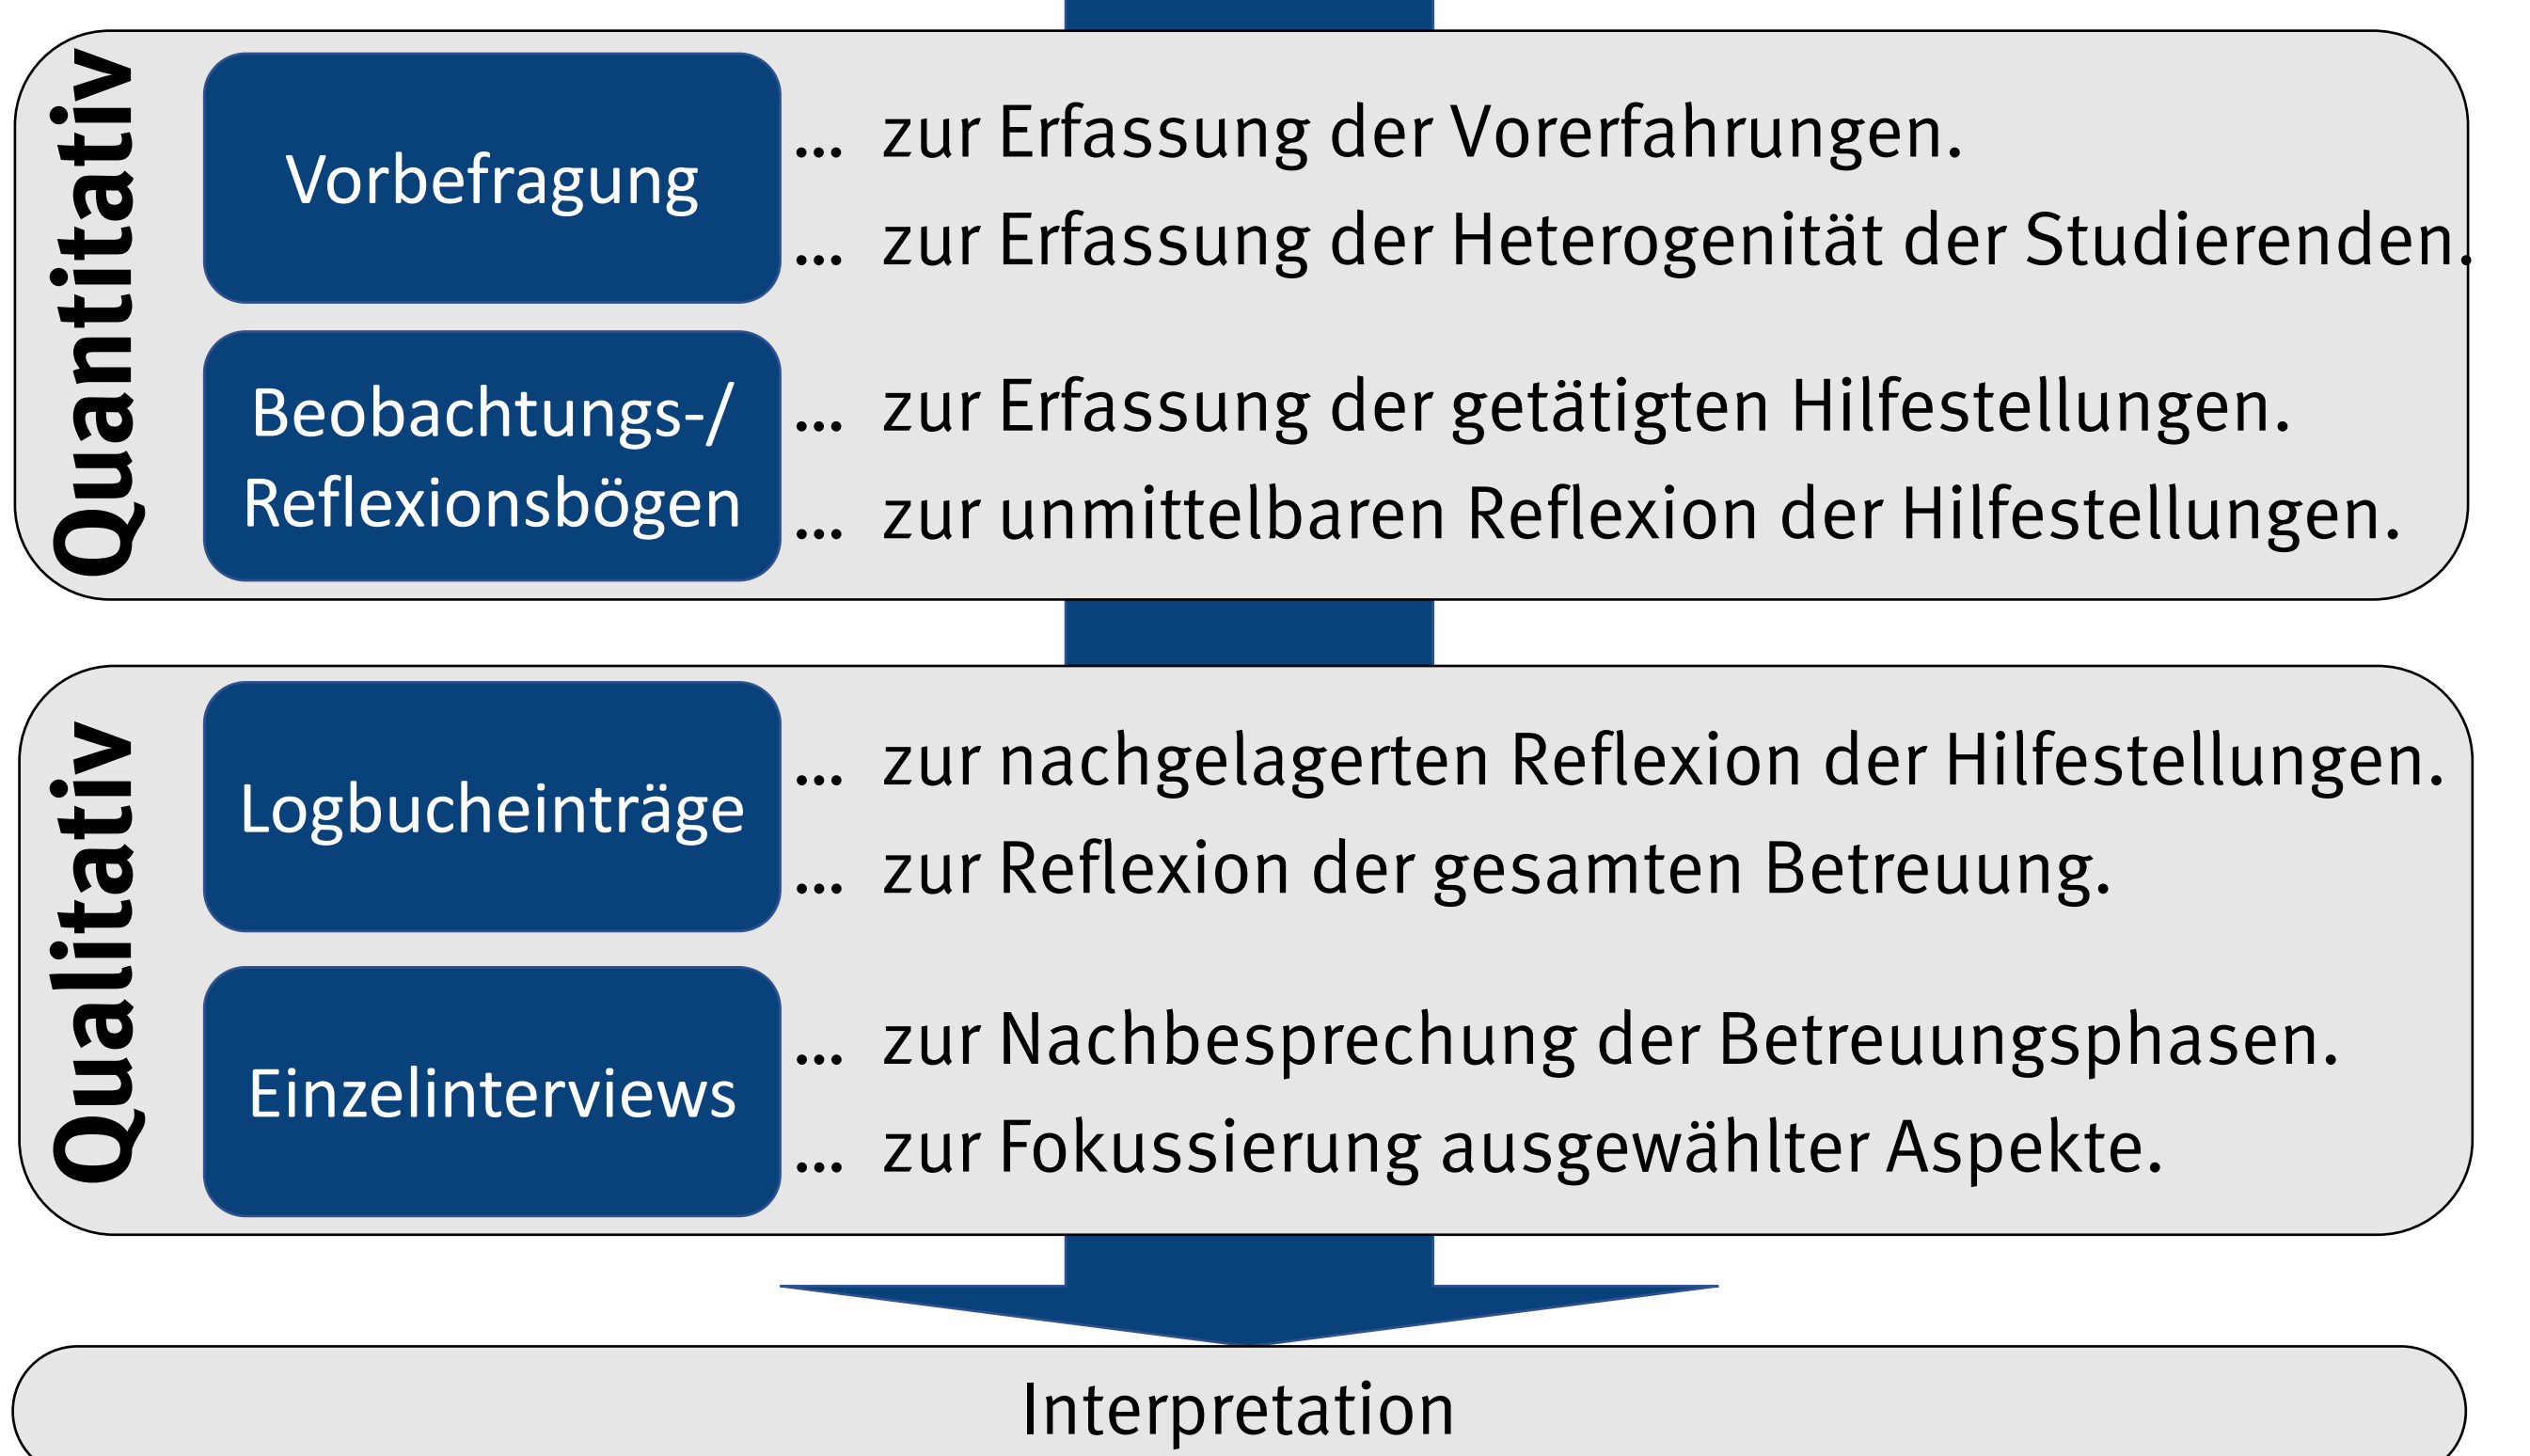 Quantitativ
Vorbefragung
... zur Erfassung der Vorerfahrungen.
... zur Erfassung der Heterogenität der Studierenden.
Beobachtungs-/
Reflexionsbögen
... zur Erfassung der getätigten Hilfestellungen.
... zur unmittelbaren Reflexion der Hilfestellungen.
Qualitativ
Logbucheinträge
... zur nachgelagerten Reflexion der Hilfestellungen.
... zur Reflexion der gesamten Betreuung.
Einzelinterviews
... zur Nachbesprechung der Betreuungsphasen.
... zur Fokussierung ausgewählter Aspekte.
Interpretation